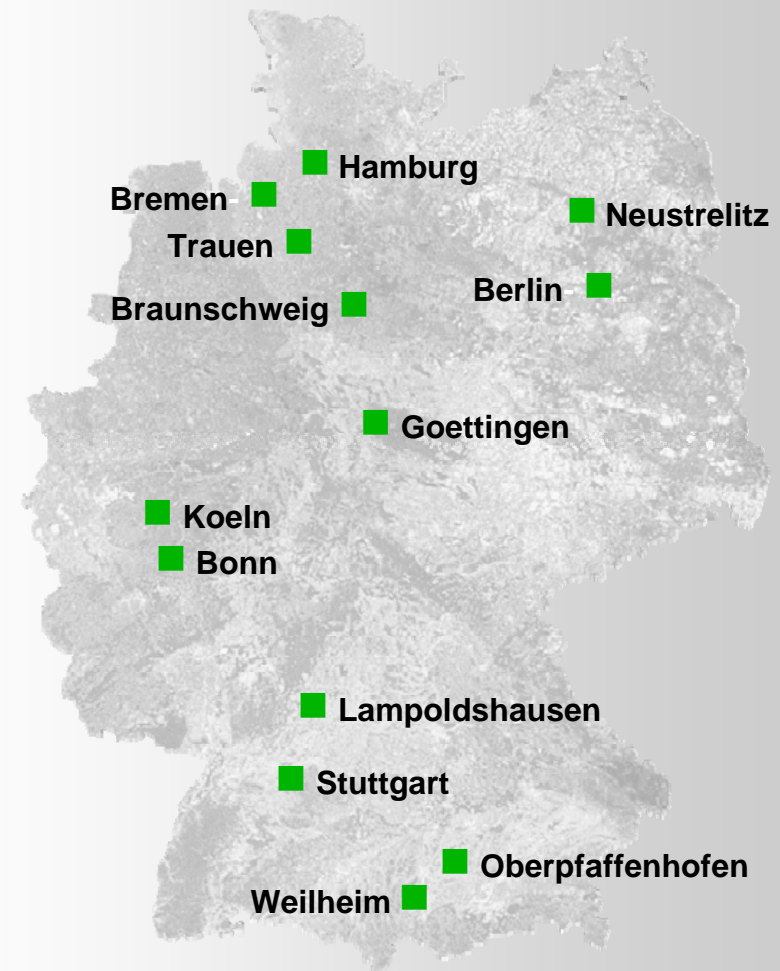 Hamburg
Bremen
Neustrelitz
Trauen
Berlin
Braunschweig
Goettingen
Koeln
Bonn
Lampoldshausen
Stuttgart
Oberpfaffenhofen
Weilheim